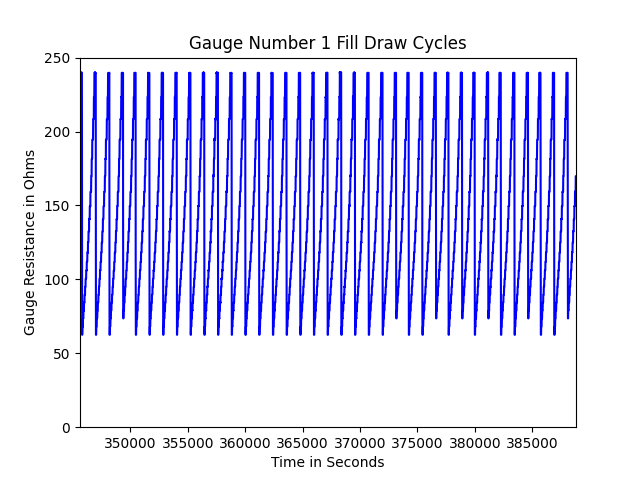 Gauge Number 1 Fill Draw Cycles
250
200
150
100
50
0
Gauge Resistance in Ohms
350000 355000 360000 365000 370000 375000 380000 385000
Time in Seconds